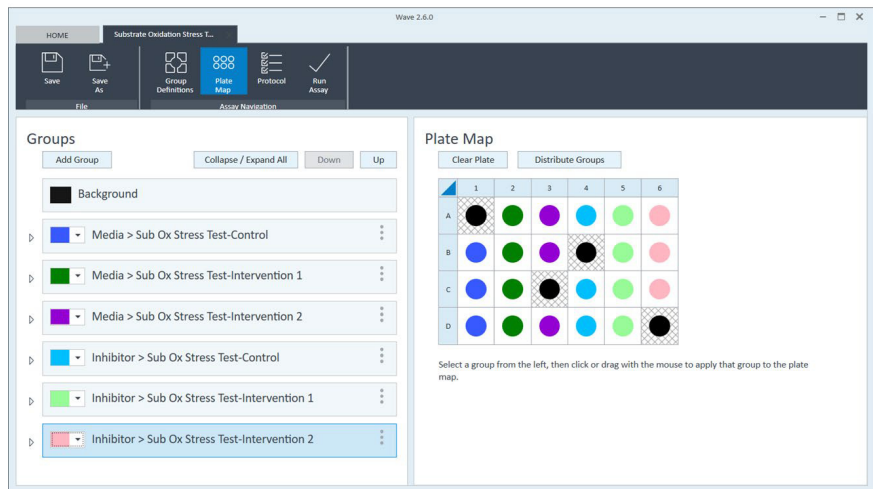 Wave 2.6.0
HOME
Substrate Oxidation Stress T...
Save
Save As
Group Definitions
Plate Map
Protocol
Run Assay
File
Assay Navigation
Groups
Add Group
Collapse / Expand All
Down
Up
Background
Media > Sub Ox Stress Test-Control
Media > Sub Ox Stress Test-Intervention 1
Media > Sub Ox Stress Test-Intervention 2
Inhibitor > Sub Ox Stress Test-Control
Inhibitor > Sub Ox Stress Test-Intervention 1
Inhibitor > Sub Ox Stress Test-Intervention 2
Plate Map
Clear Plate
Distribute Groups
1 2 3 4 5 6
A
B
C
D
Select a group from the left, then click or drag with the mouse to apply that group to the plate
map.